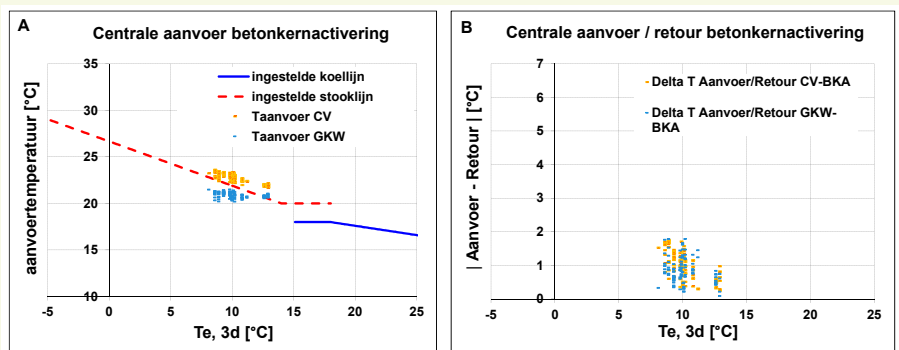 A
Centrale aanvoer betonkernactivering
aanvoertemperatuur [°C]
35
30
25
20
15
10
ingestelde koellijn
ingestelde stooklijn
Taanvoer CV
Taanvoer GKW
-5 0 5 10 15 20 25
Te, 3d [°C]
B
Centrale aanvoer / retour betonkernactivering
| Aanvoer - Retour | [°C]
7
6
5
4
3
2
1
0
Delta T Aanvoer/Retour CV-BKA
Delta T Aanvoer/Retour GKW-
BKA
-5 0 5 10 15 20 25
Te, 3d [°C]